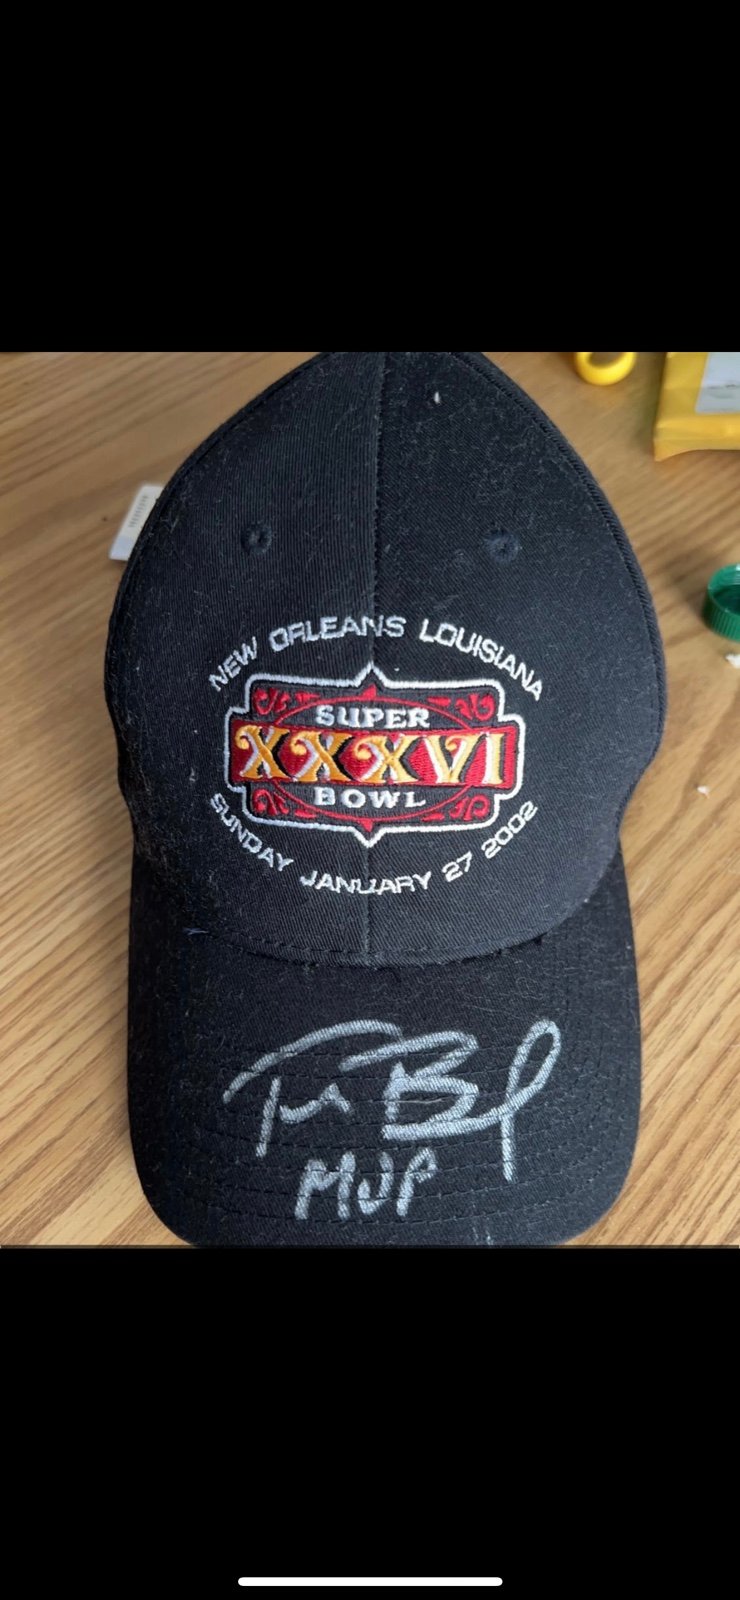 NEW ORLEANS LOUISIANA
SUPER
XXXVI
BOWL
SUNDAY JANUARY 27 2002
MVP